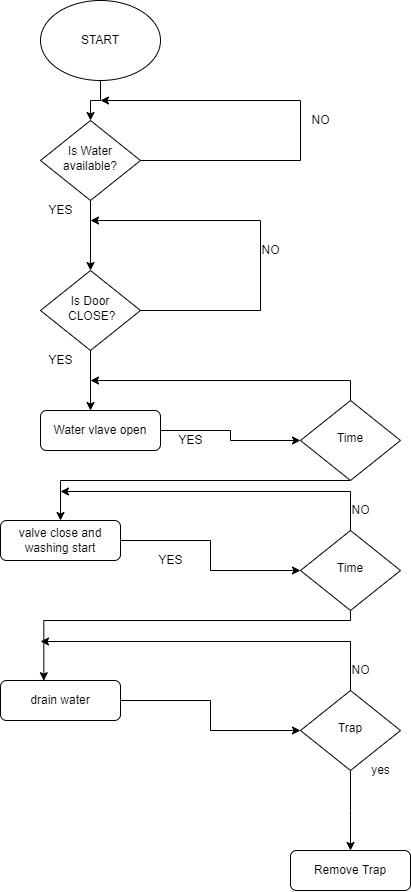 START
NO
Is Water
available?
YES
NO
Is Door
CLOSE?
YES
Water vlave open
YES
Time
NO
valve close and
washing start
YES
Time
NO
drain water
Trap
yes
Remove Trap